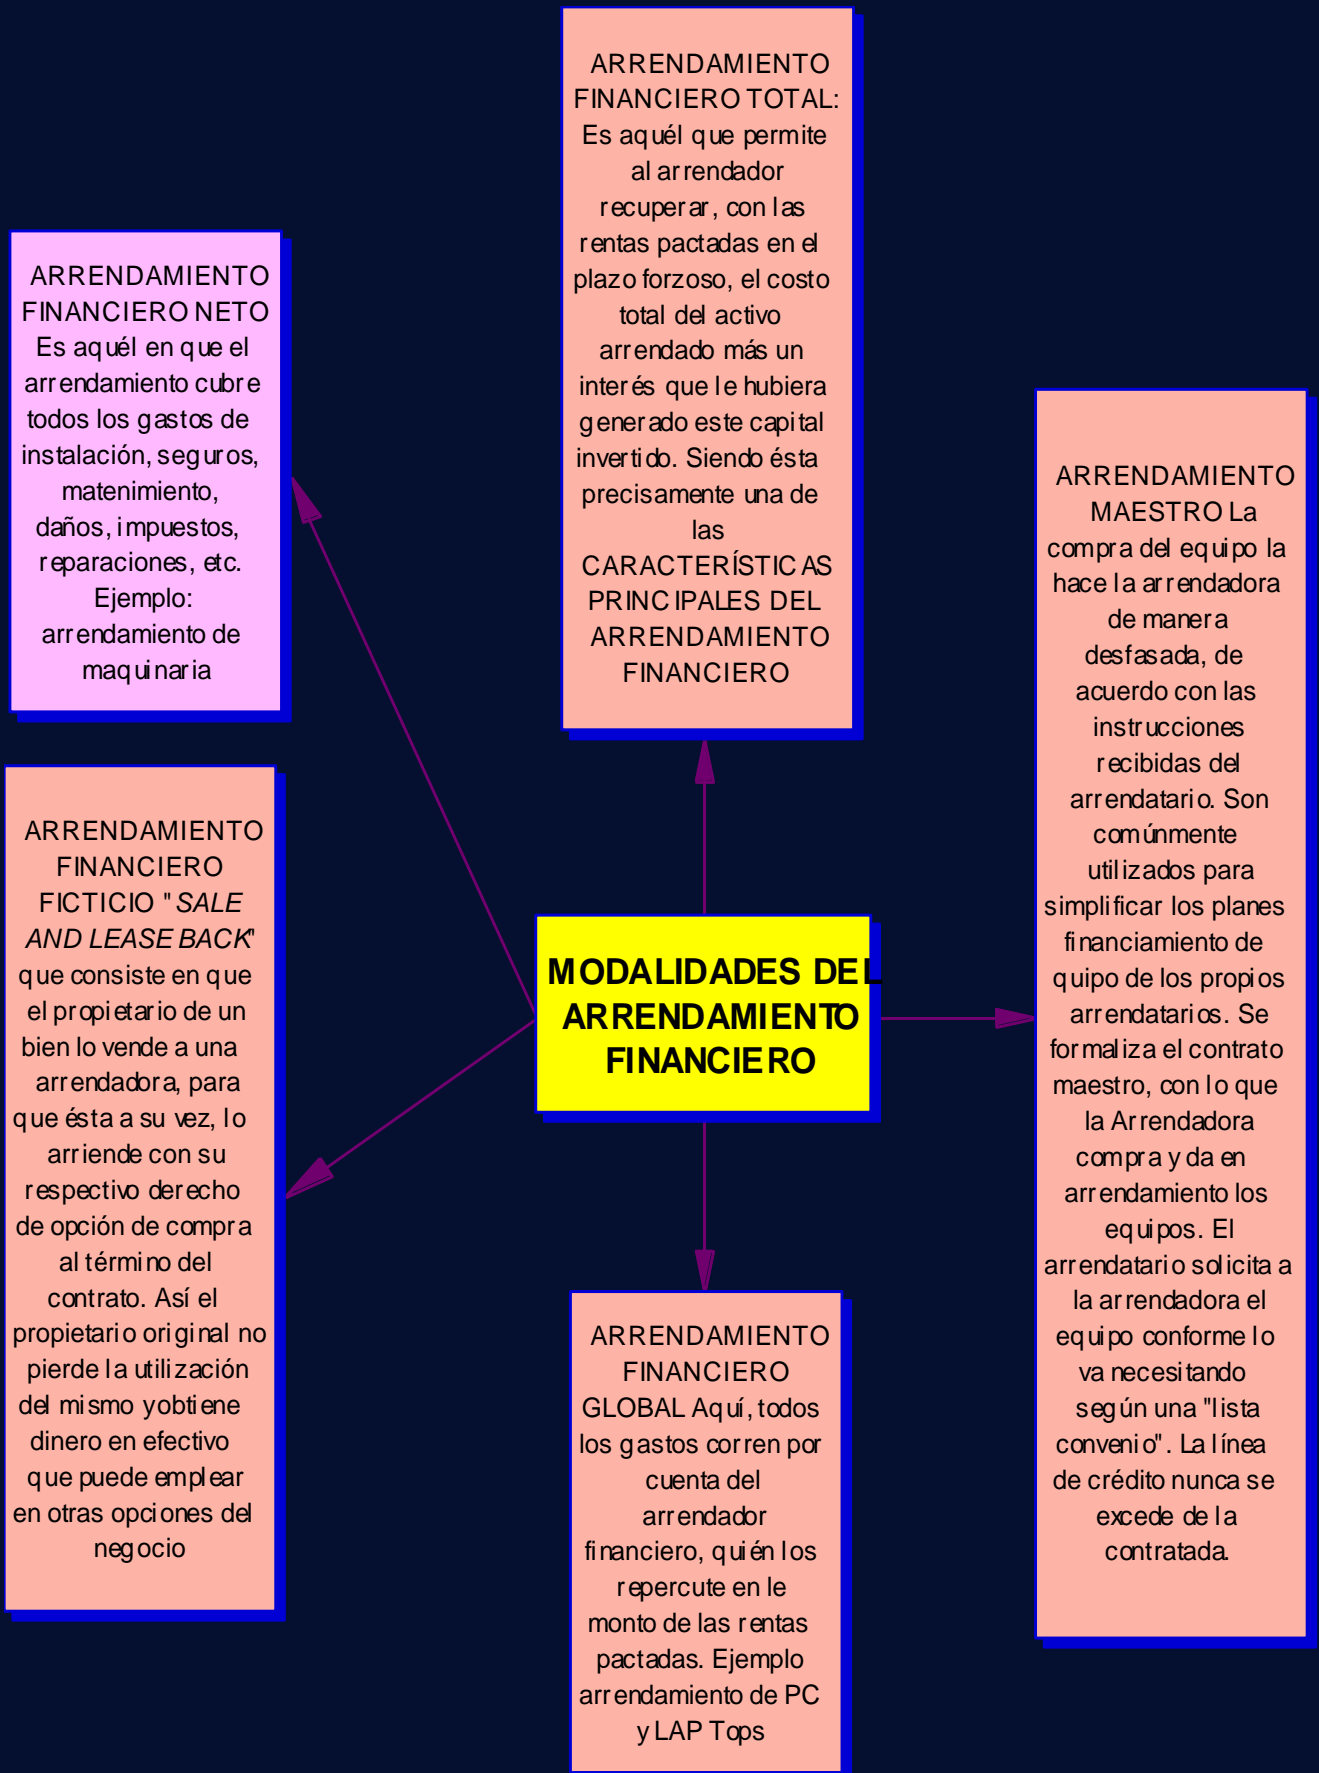 ARRENDAMIENTO
FINANCIERO TOTAL:
Es aquél que permite
al arrendador
recuperar, con las
rentas pactadas en el
plazo forzoso, el costo
total del activo
arrendado más un
interés que le hubiera
generado este capital
invertido. Siendo ésta
precisamente una de
las
CARACTERÍSTICAS
PRINCIPALES DEL
ARRENDAMIENTO
FINANCIERO
ARRENDAMIENTO
FINANCIERO NETO
Es aquél en que el
arrendamiento cubre
todos los gastos de
instalación, seguros,
matenimiento,
daños, impuestos,
reparaciones, etc.
Ejemplo:
arrendamiento de
maquinaria
ARRENDAMIENTO
MAESTRO La
compra del equipo la
hace la arrendadora
de manera
desfasada, de
acuerdo con las
instrucciones
recibidas del
arrendatario. Son
comúnmente
utilizados para
simplificar los planes
financiamiento de
quipo de los propios
arrendatarios. Se
formaliza el contrato
maestro, con lo que
la Arrendadora
compra y da en
arrendamiento los
equipos. El
arrendatario solicita a
la arrendadora el
equipo conforme lo
va necesitando
según una "lista
convenio". La línea
de crédito nunca se
excede de la
contratada.
ARRENDAMIENTO
FINANCIERO
FICTICIO "SALE
AND LEASE BACK"
que consiste en que
el propietario de un
bien lo vende a una
arrendadora, para
que ésta a su vez, lo
arriende con su
respectivo derecho
de opción de compra
al término del
contrato. Así el
propietario original no
pierde la utilización
del mismo y obtiene
dinero en efectivo
que puede emplear
en otras opciones del
negocio
MODALIDADES DEL
ARRENDAMIENTO
FINANCIERO
ARRENDAMIENTO
FINANCIERO
GLOBAL Aquí, todos
los gastos corren por
cuenta del
arrendador
financiero, quién los
repercute en le
monto de las rentas
pactadas. Ejemplo
arrendamiento de PC
y LAP Tops